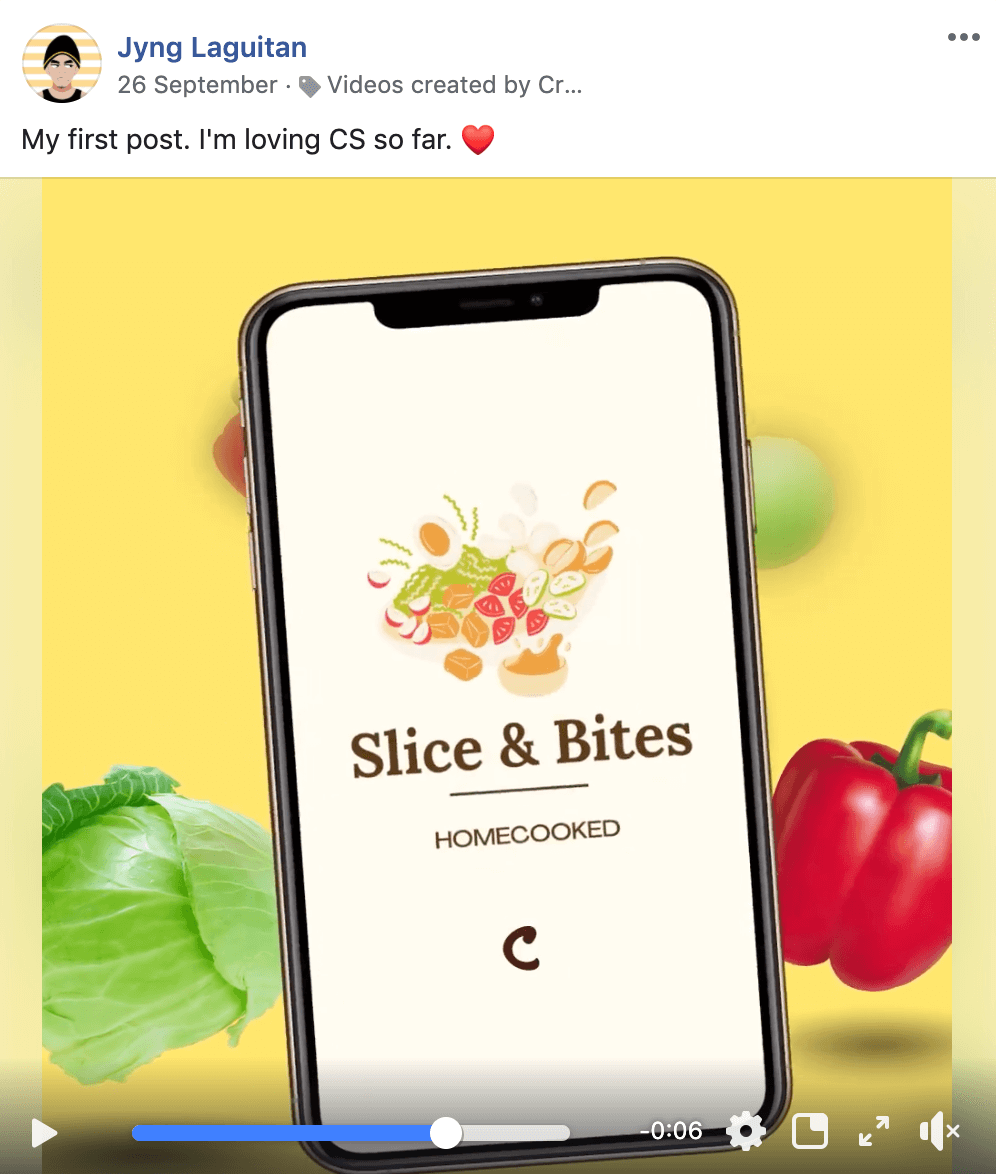 Jyng Laguitan
26 September · Videos created by Cr...
My first post. I'm loving CS so far. ❤️
Slice & Bites
HOMECOOKED
C
-0:06